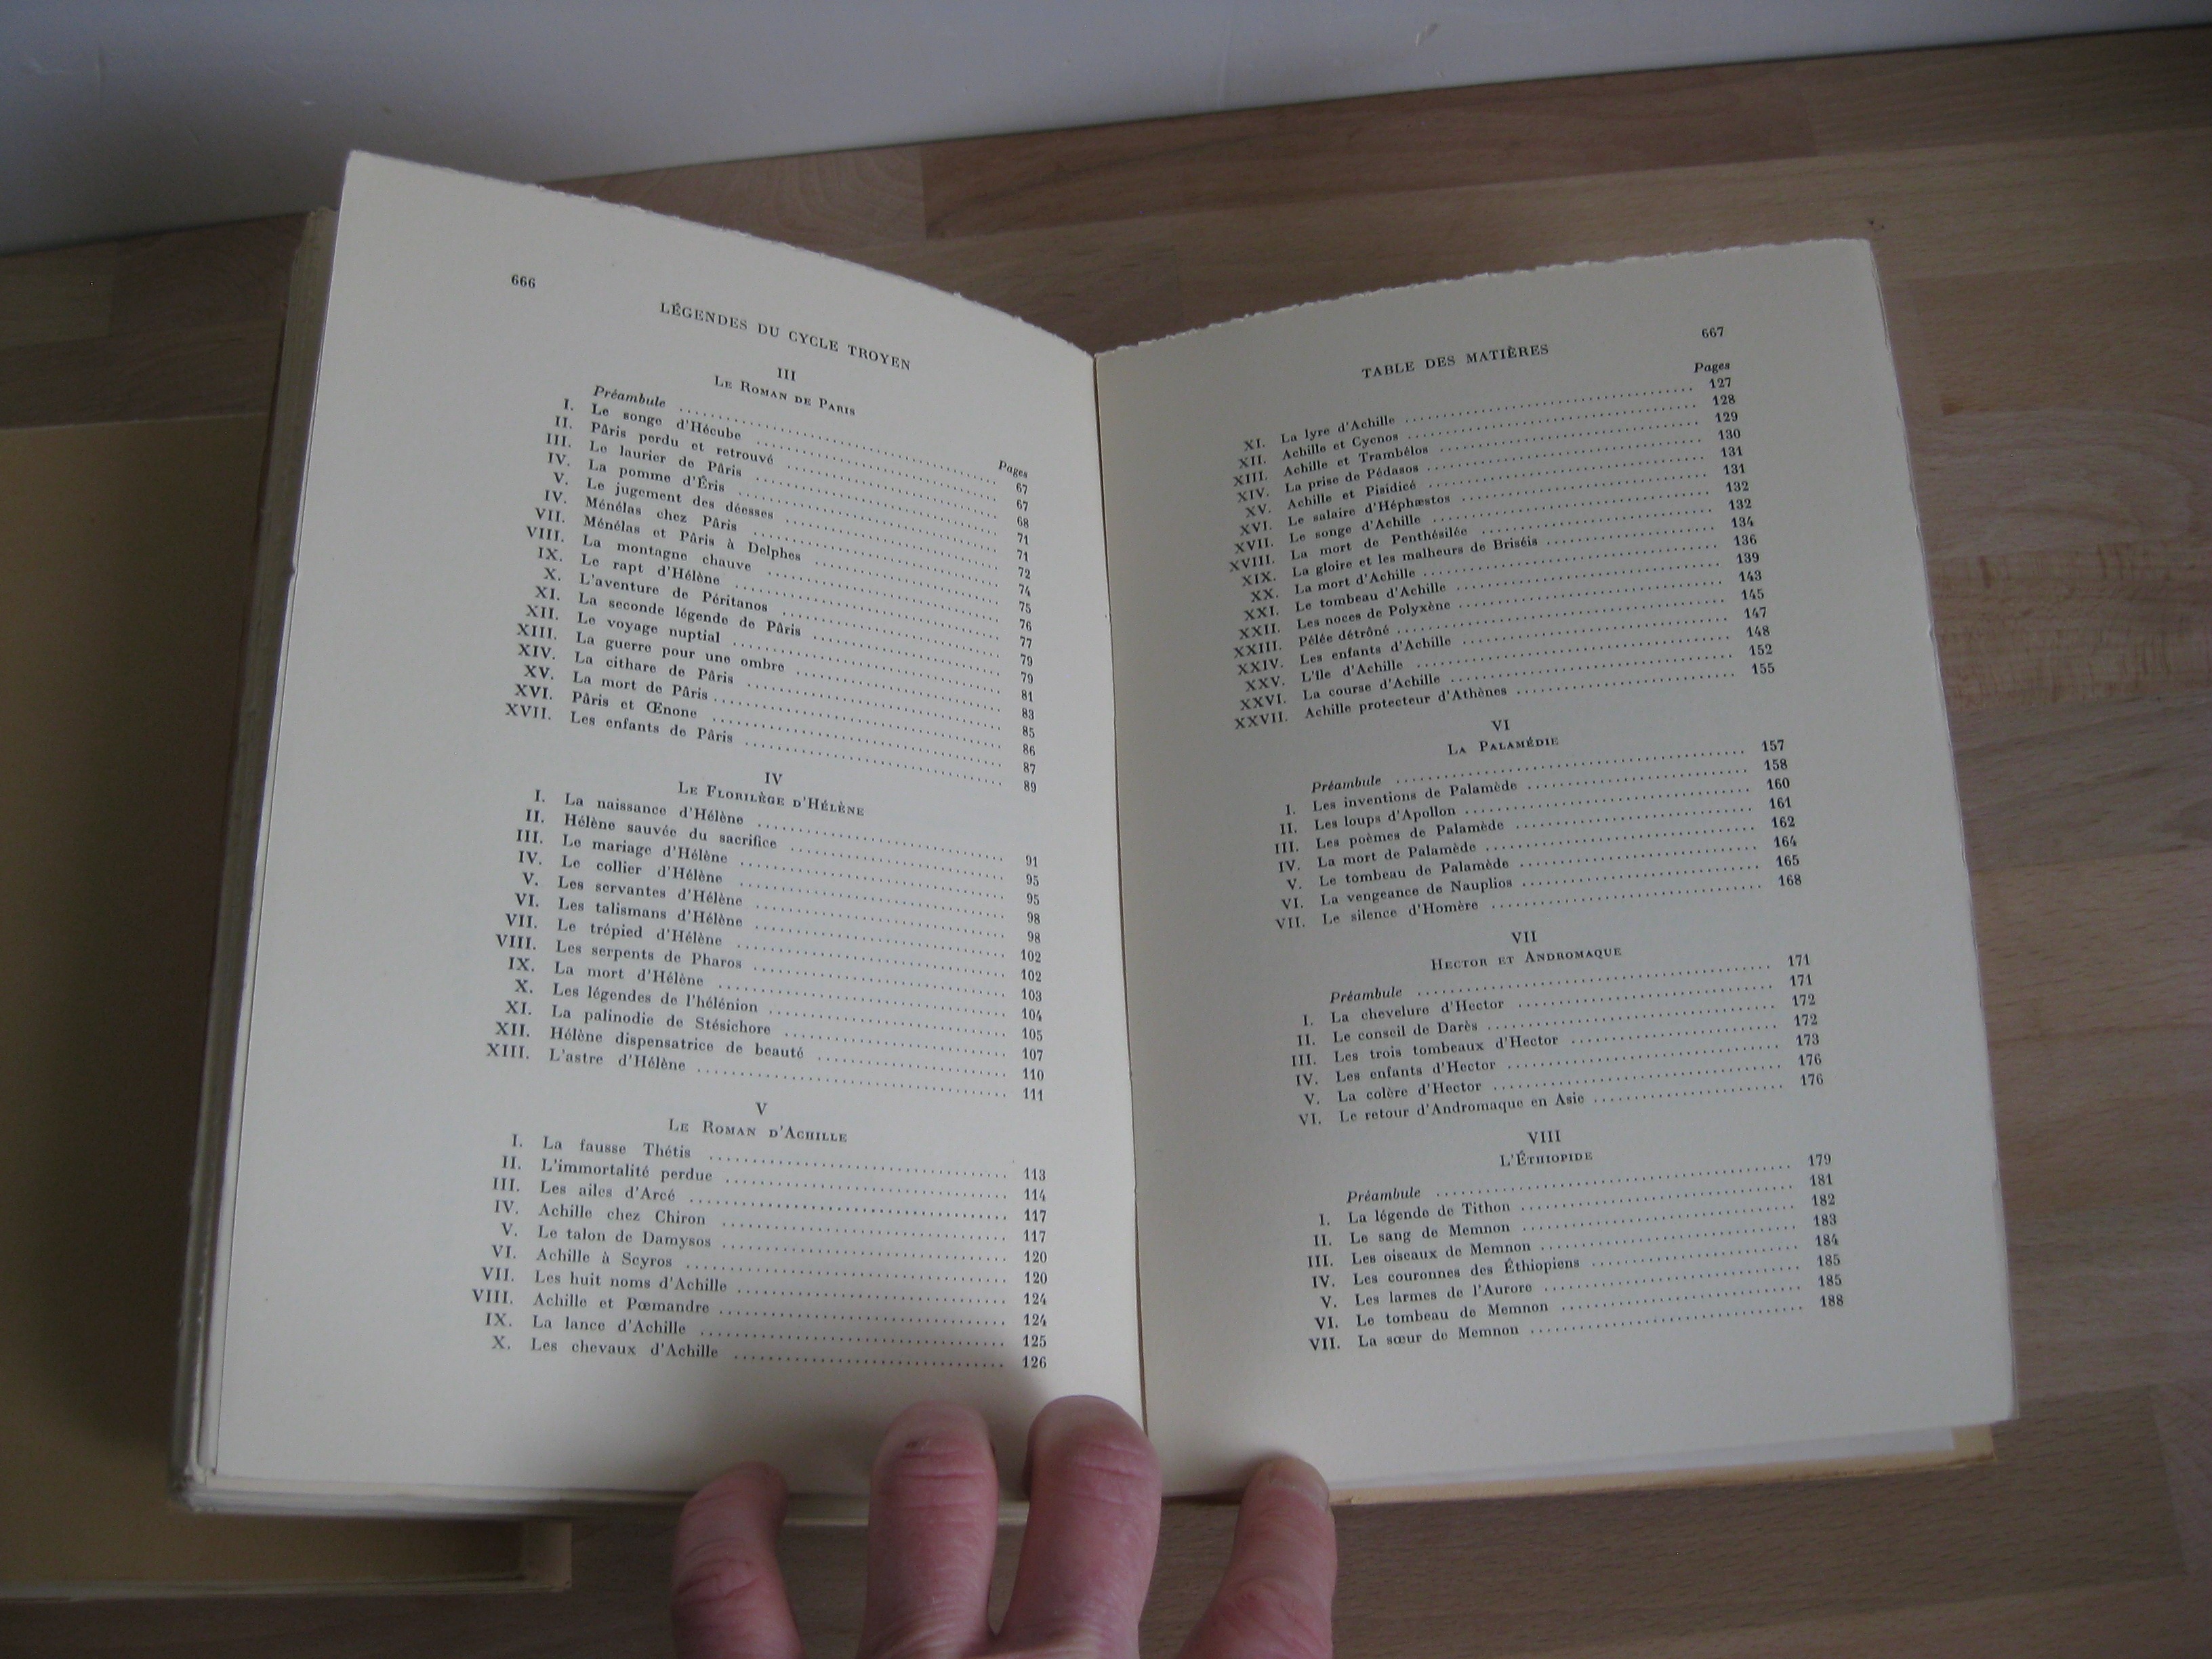 666
LÉGENDES DU CYCLE TROYEN
III
LE ROMAN DE PARIS
Pages
Préambule 67
I. Le songe d'Hécube 67
II. Pâris perdu et retrouvé 68
III. Le laurier de Pâris 71
IV. La pomme d'Éris 71
V. Le jugement des déesses 72
IV. Ménélas chez Pâris 74
VII. Ménélas et Pâris à Delphes 75
VIII. La montagne chauve 76
IX. Le rapt d'Hélène 77
X. L'aventure de Péritanos 79
XI. La seconde légende de Pâris 79
XII. Le voyage nuptial 81
XIII. La guerre pour une ombre 83
XIV. La cithare de Pâris 85
XV. La mort de Pâris 86
XVI. Pâris et Œnone 87
XVII. Les enfants de Pâris 89
IV
LE FLORILÈGE D'HÉLÈNE
I. La naissance d'Hélène 91
II. Hélène sauvée du sacrifice 95
III. Le mariage d'Hélène 95
IV. Le collier d'Hélène 98
V. Les servantes d'Hélène 98
VI. Les talismans d'Hélène 102
VII. Le trépied d'Hélène 102
VIII. Les serpents de Pharos 103
IX. La mort d'Hélène 104
X. Les légendes de l'hélénion 105
XI. La palinodie de Stésichore 107
XII. Hélène dispensatrice de beauté 110
XIII. L'astre d'Hélène 111
V
LE ROMAN D'ACHILLE
I. La fausse Thétis 113
II. L'immortalité perdue 114
III. Les ailes d'Arcé 117
IV. Achille chez Chiron 117
V. Le talon de Damysos 120
VI. Achille à Scyros 120
VII. Les huit noms d'Achille 124
VIII. Achille et Pœmandre 124
IX. La lance d'Achille 125
X. Les chevaux d'Achille 126
TABLE DES MATIÈRES 667
Pages
XI. La lyre d'Achille 127
XII. Achille et Cycnos 128
XIII. Achille et Trambélos 129
XIV. La prise de Pédasos 130
XV. Achille et Pisidicé 131
XVI. Le salaire d'Héphæstos 131
XVII. Le songe d'Achille 132
XVIII. La mort de Penthésilée 132
XIX. La gloire et les malheurs de Briséis 134
XX. La mort d'Achille 136
XXI. Le tombeau d'Achille 139
XXII. Les noces de Polyxène 143
XXIII. Pélée détrôné 145
XXIV. Les enfants d'Achille 147
XXV. L'île d'Achille 148
XXVI. La course d'Achille 152
XXVII. Achille protecteur d'Athènes 155
VI
LA PALAMÉDIE
Préambule 157
I. Les inventions de Palamède 158
II. Les loups d'Apollon 160
III. Les poèmes de Palamède 161
IV. La mort de Palamède 162
V. Le tombeau de Palamède 164
VI. La vengeance de Nauplios 165
VII. Le silence d'Homère 168
VII
HECTOR ET ANDROMAQUE
Préambule 171
I. La chevelure d'Hector 171
II. Le conseil de Darès 172
III. Les trois tombeaux d'Hector 172
IV. Les enfants d'Hector 173
V. La colère d'Hector 176
VI. Le retour d'Andromaque en Asie 176
VIII
L'ÉTHIOPIDE
Préambule 179
I. La légende de Tithon 181
II. Le sang de Memnon 182
III. Les oiseaux de Memnon 183
IV. Les couronnes des Éthiopiens 184
V. Les larmes de l'Aurore 185
VI. Le tombeau de Memnon 185
VII. La sœur de Memnon 188